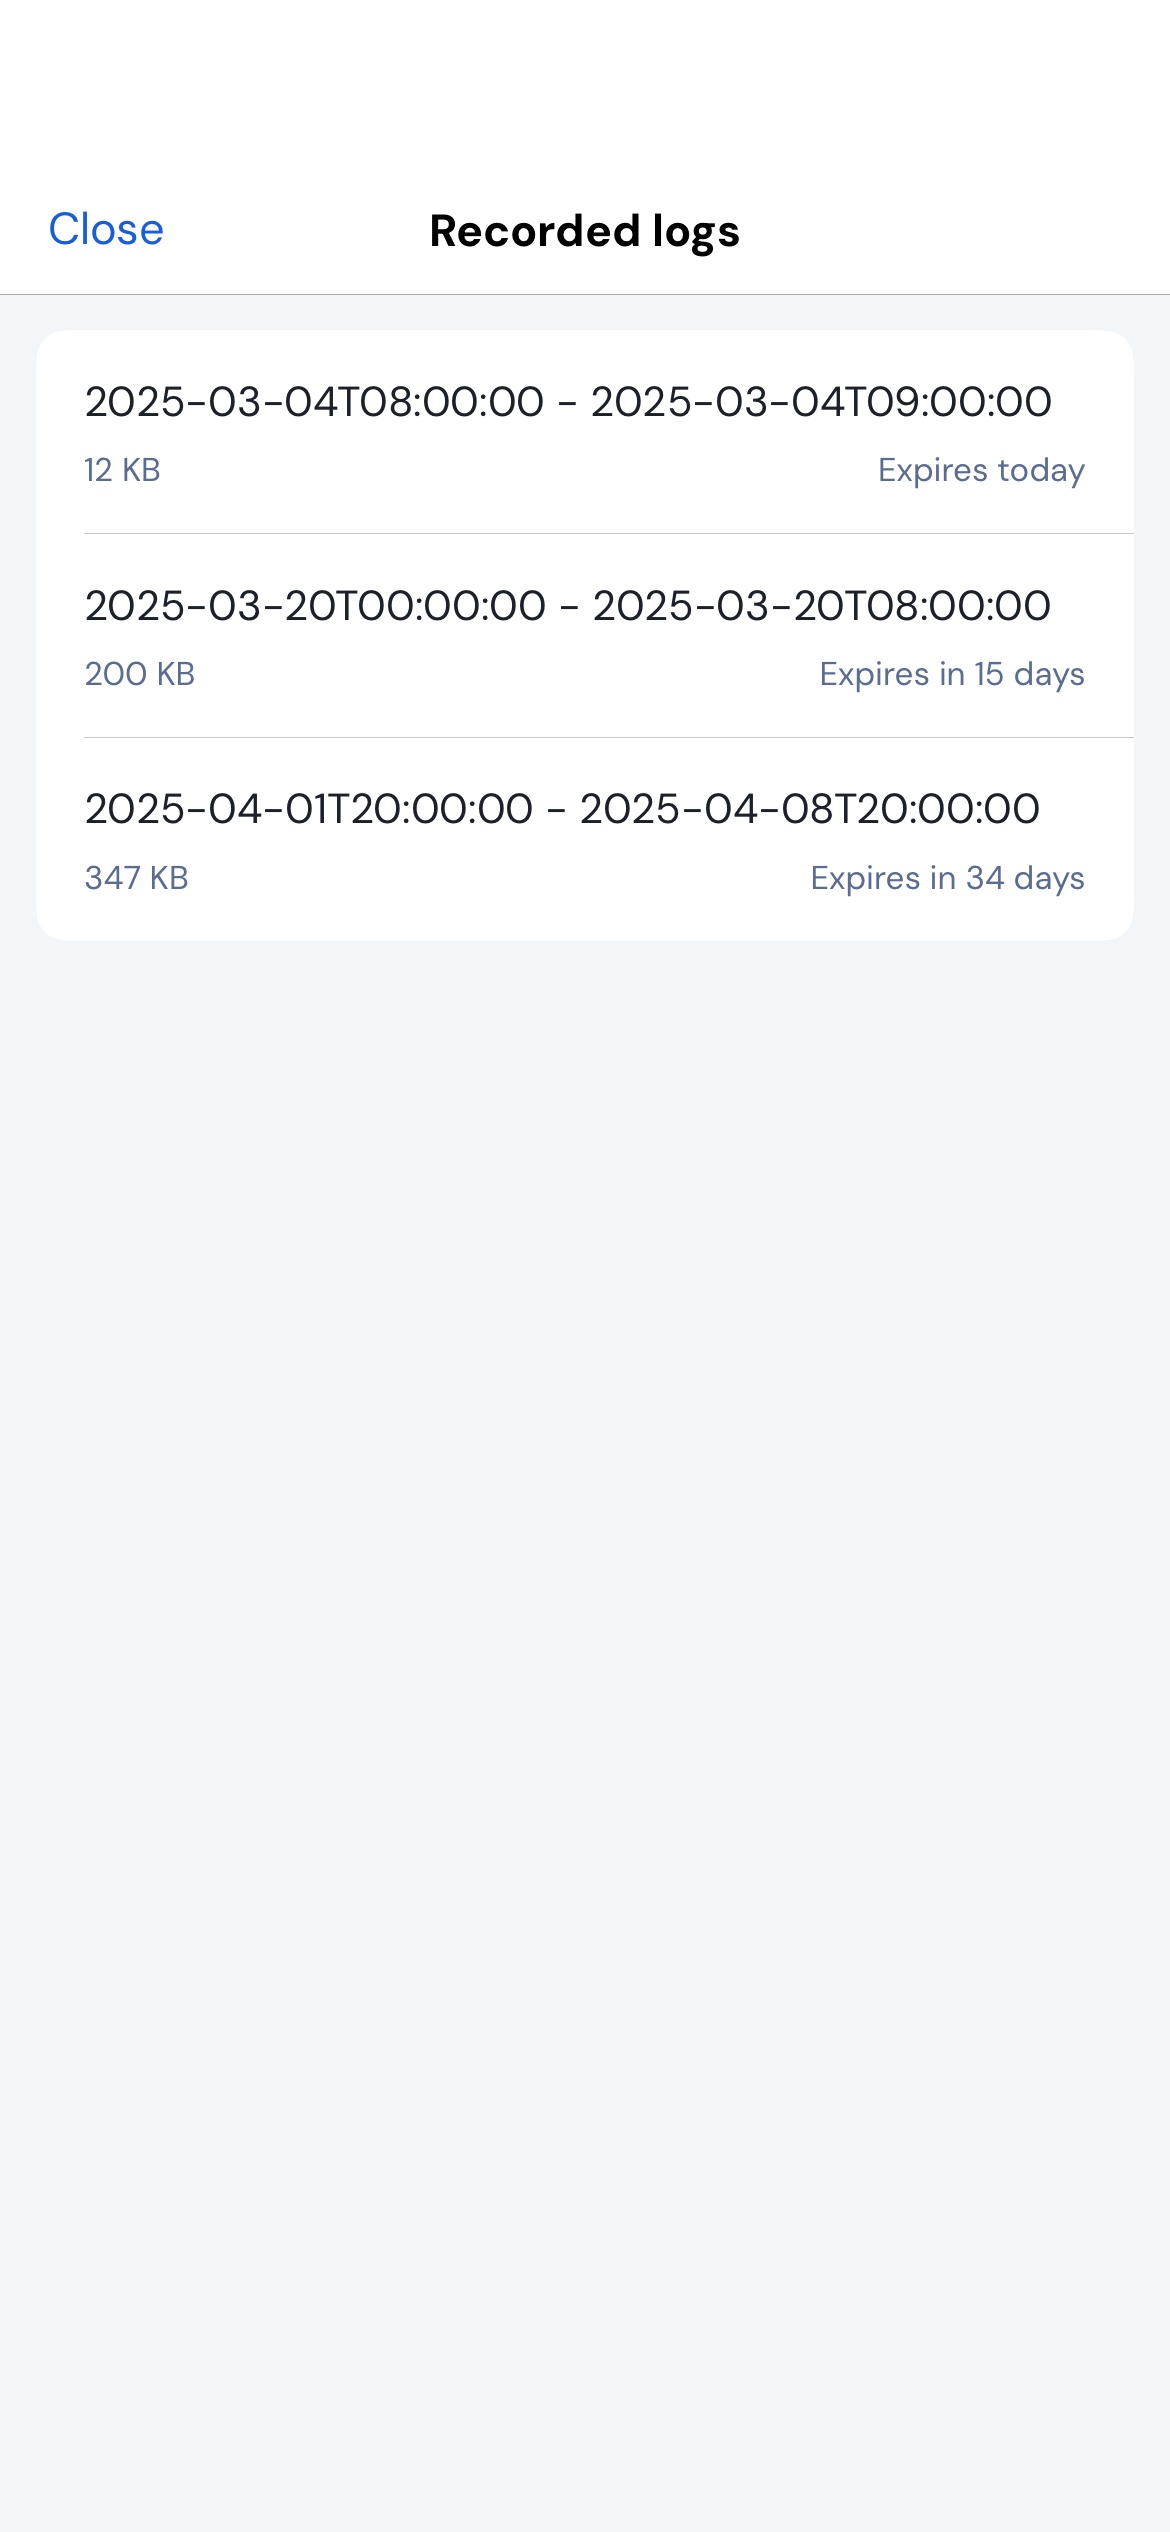 Close
Recorded logs
2025-03-04T08:00:00 - 2025-03-04T09:00:00
12 KB
Expires today
2025-03-20T00:00:00 - 2025-03-20T08:00:00
200 KB
Expires in 15 days
2025-04-01T20:00:00 - 2025-04-08T20:00:00
347 KB
Expires in 34 days